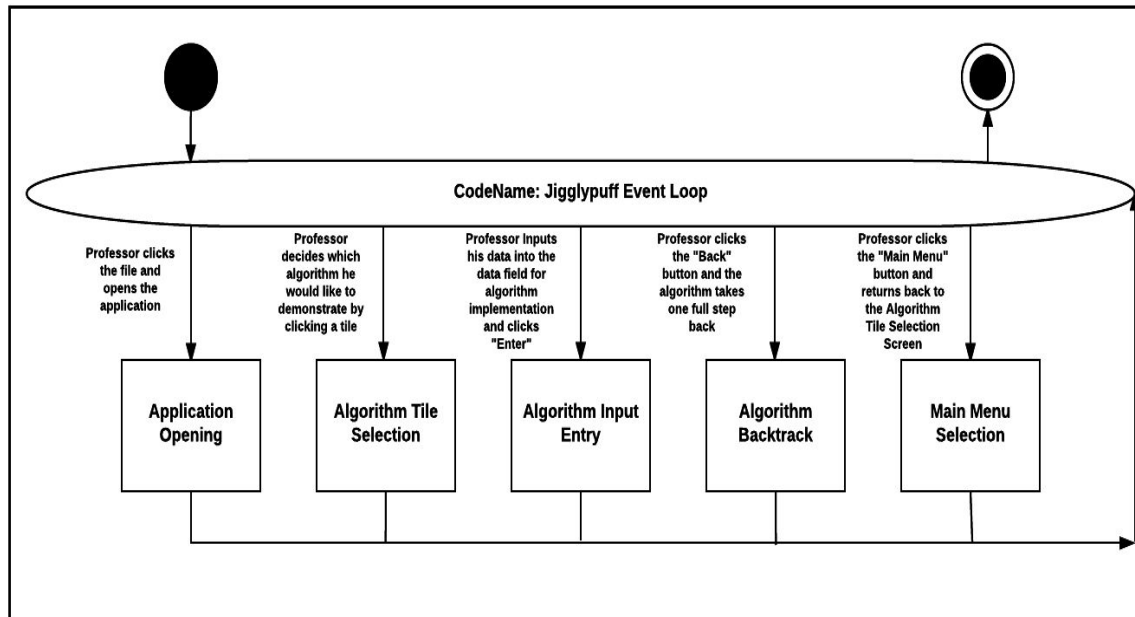 CodeName: Jigglypuff Event Loop
Professor clicks
the file and
opens the
application
Professor
decides which
algorithm he
would like to
demonstrate by
clicking a tile
Professor Inputs
his data into the
data field for
algorithm
implementation
and clicks
"Enter"
Professor clicks
the "Back"
button and the
algorithm takes
one full step
back
Professor clicks
the "Main Menu"
button and
returns back to
the Algorithm
Tile Selection
Screen
Application
Opening
Algorithm Tile
Selection
Algorithm Input
Entry
Algorithm
Backtrack
Main Menu
Selection